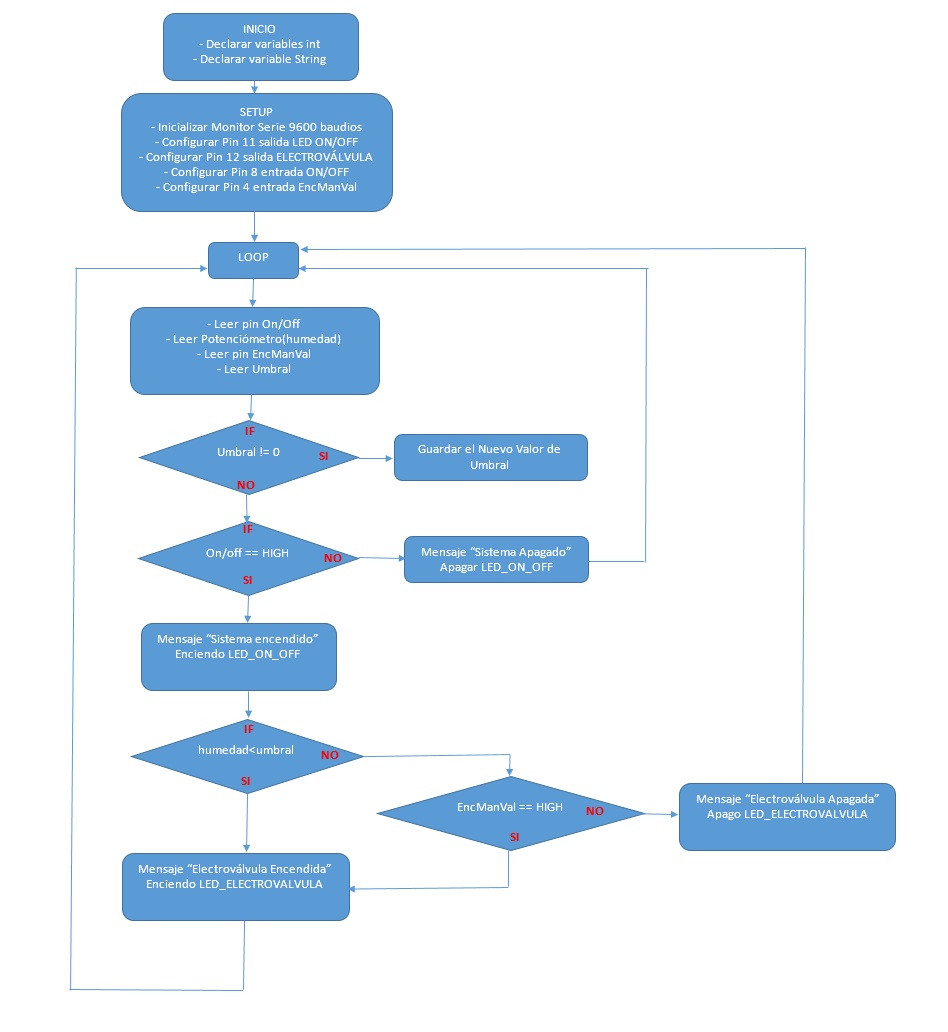 INICIO
- Declarar variables int
- Declarar variable String
SETUP
- Inicializar Monitor Serie 9600 baudios
- Configurar Pin 11 salida LED ON/OFF
- Configurar Pin 12 salida ELECTROVÁLVULA
- Configurar Pin 8 entrada ON/OFF
- Configurar Pin 4 entrada EncManVal
LOOP
- Leer pin On/Off
- Leer Potenciómetro(humedad)
- Leer pin EncManVal
- Leer Umbral
IF
Umbral != 0
SI
NO
Guardar el Nuevo Valor de
Umbral
IF
On/off == HIGH
NO
SI
Mensaje “Sistema Apagado”
Apagar LED_ON_OFF
Mensaje “Sistema encendido”
Enciendo LED_ON_OFF
IF
humedad<umbral
NO
SI
EncManVal == HIGH
NO
SI
Mensaje “Electroválvula Apagada”
Apago LED_ELECTROVALVULA
Mensaje “Electroválvula Encendida”
Enciendo LED_ELECTROVALVULA